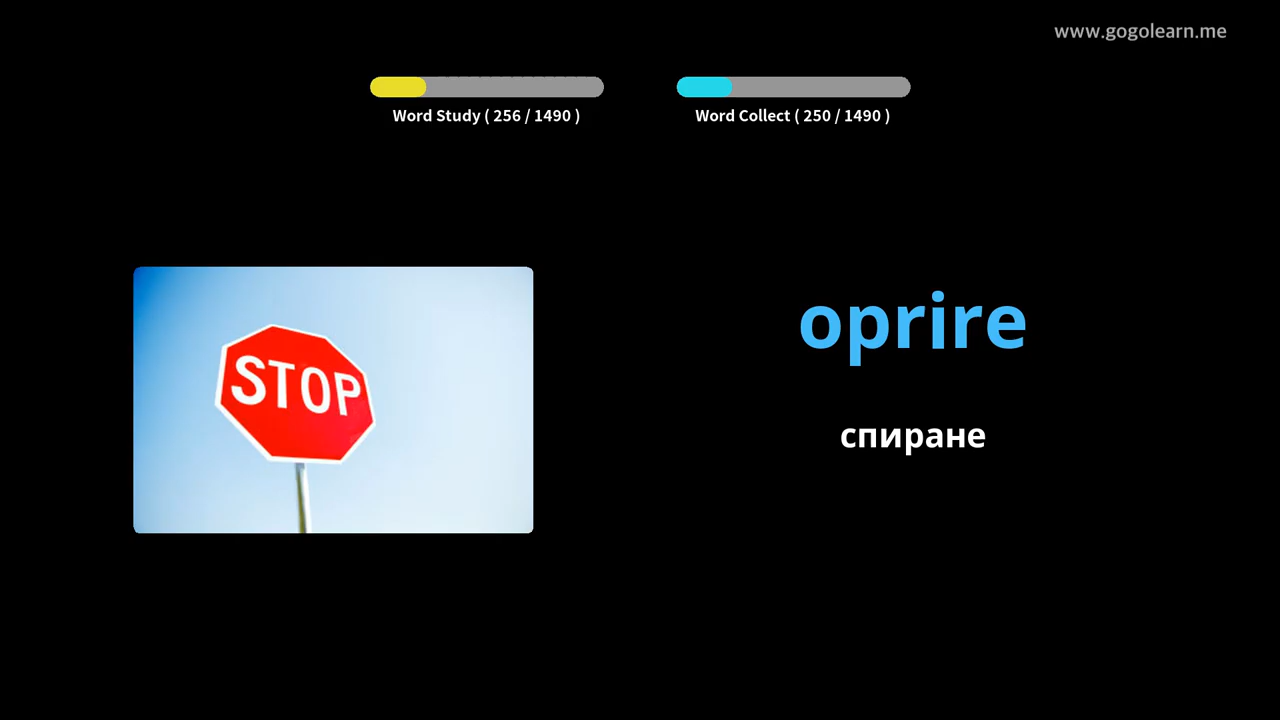 www.gogolearn.me
Word Study ( 256 / 1490 )
Word Collect ( 250 / 1490 )
STOP
oprire
спиране